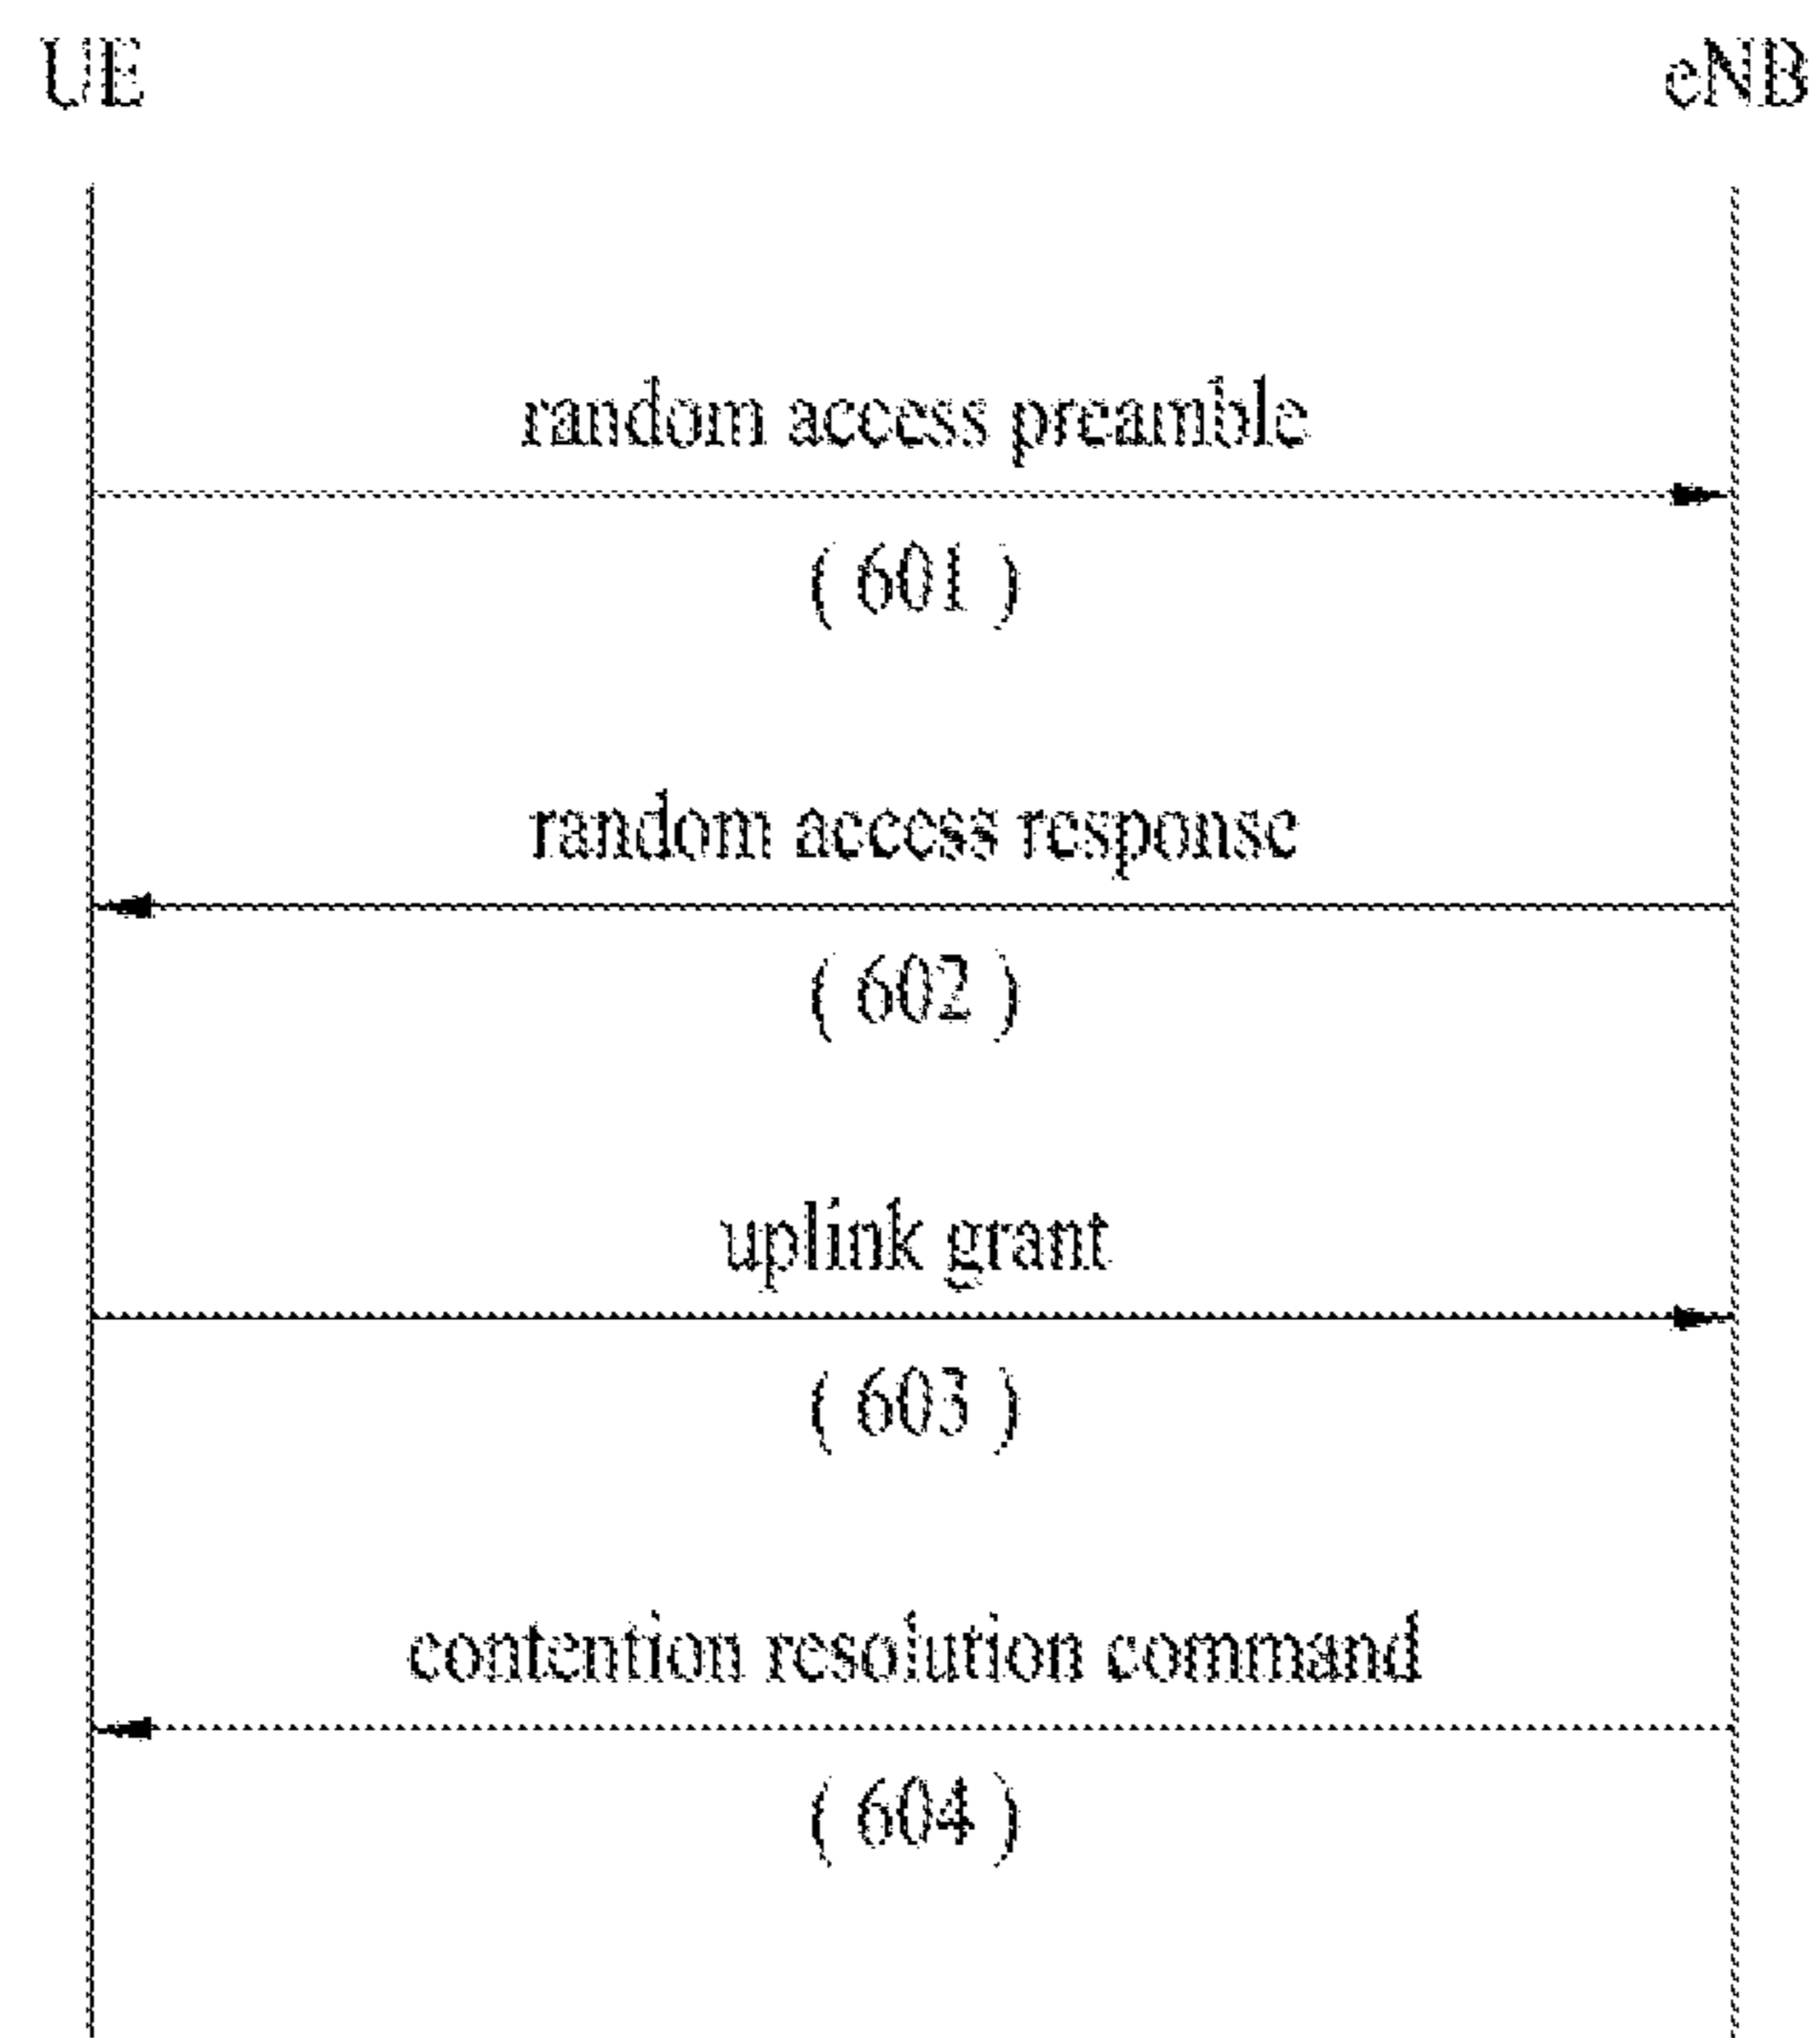 UE eNB
random access preamble
( 601 )
random access response
( 602 )
uplink grant
( 603 )
contention resolution command
( 604 )